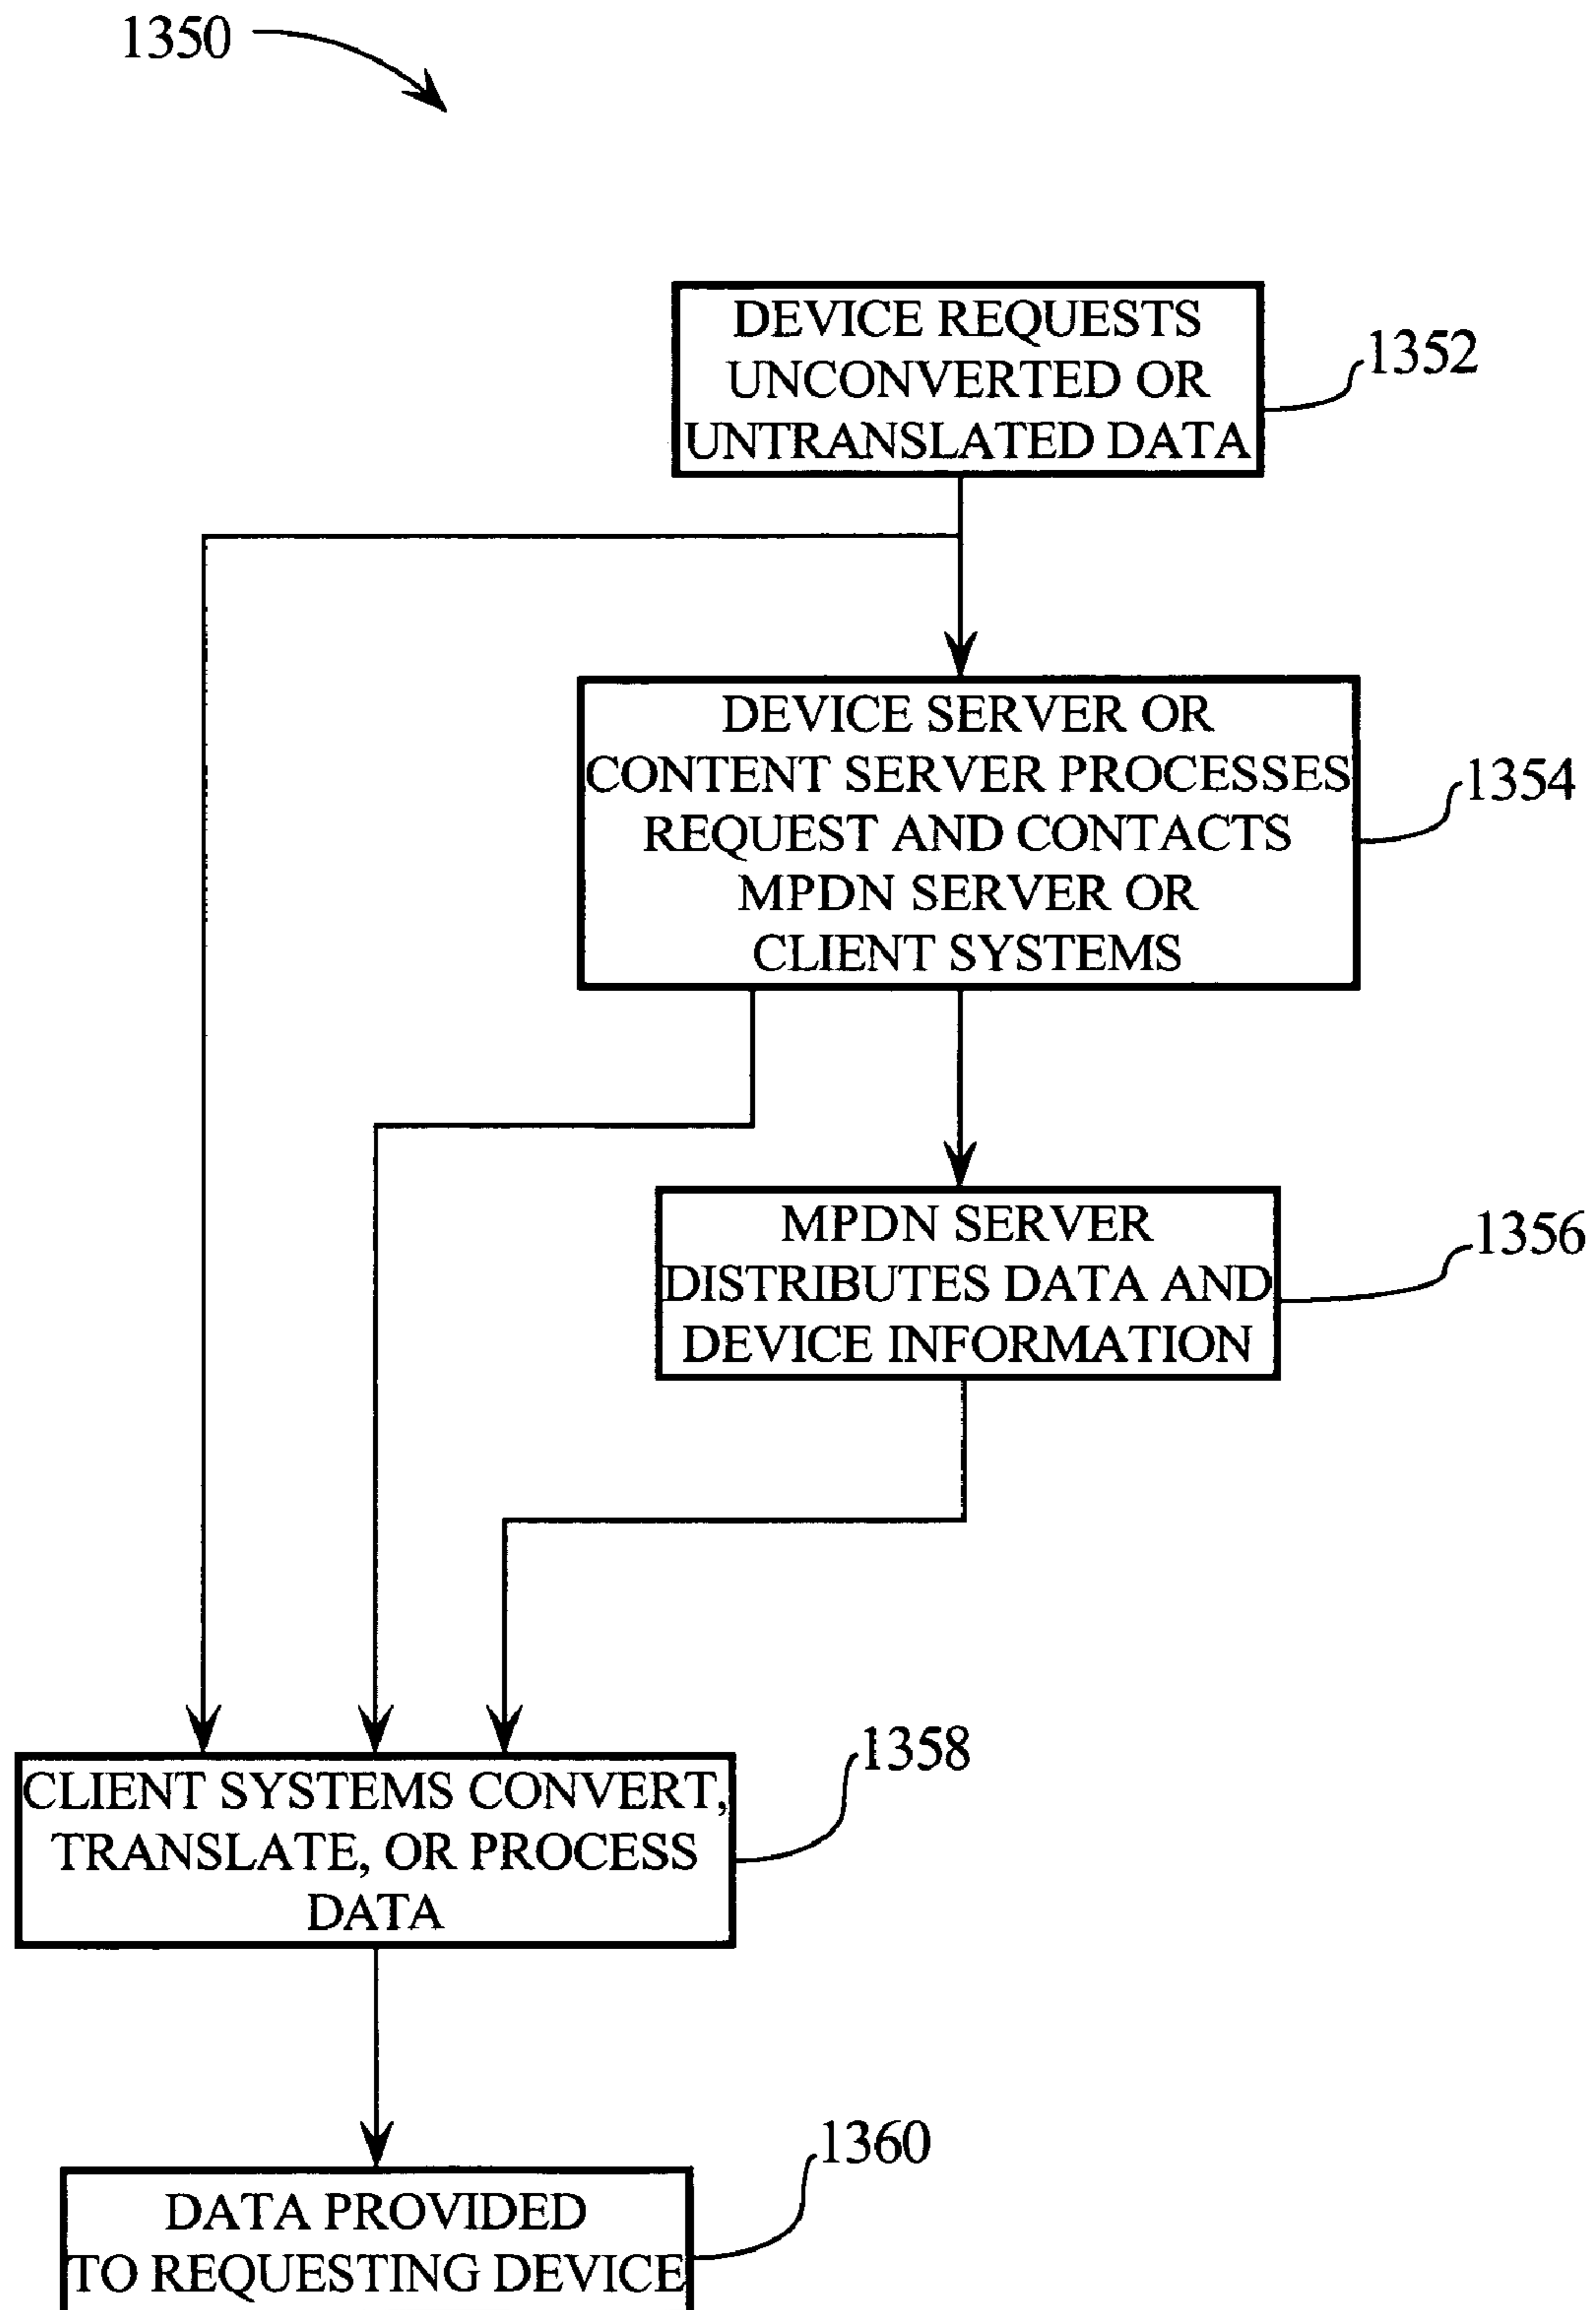 1350
DEVICE REQUESTS
UNCONVERTED OR
UNTRANSLATED DATA
1352
DEVICE SERVER OR
CONTENT SERVER PROCESSES
REQUEST AND CONTACTS
MPDN SERVER OR
CLIENT SYSTEMS
1354
MPDN SERVER
DISTRIBUTES DATA AND
DEVICE INFORMATION
1356
CLIENT SYSTEMS CONVERT,
TRANSLATE, OR PROCESS
DATA
1358
DATA PROVIDED
TO REQUESTING DEVICE
1360